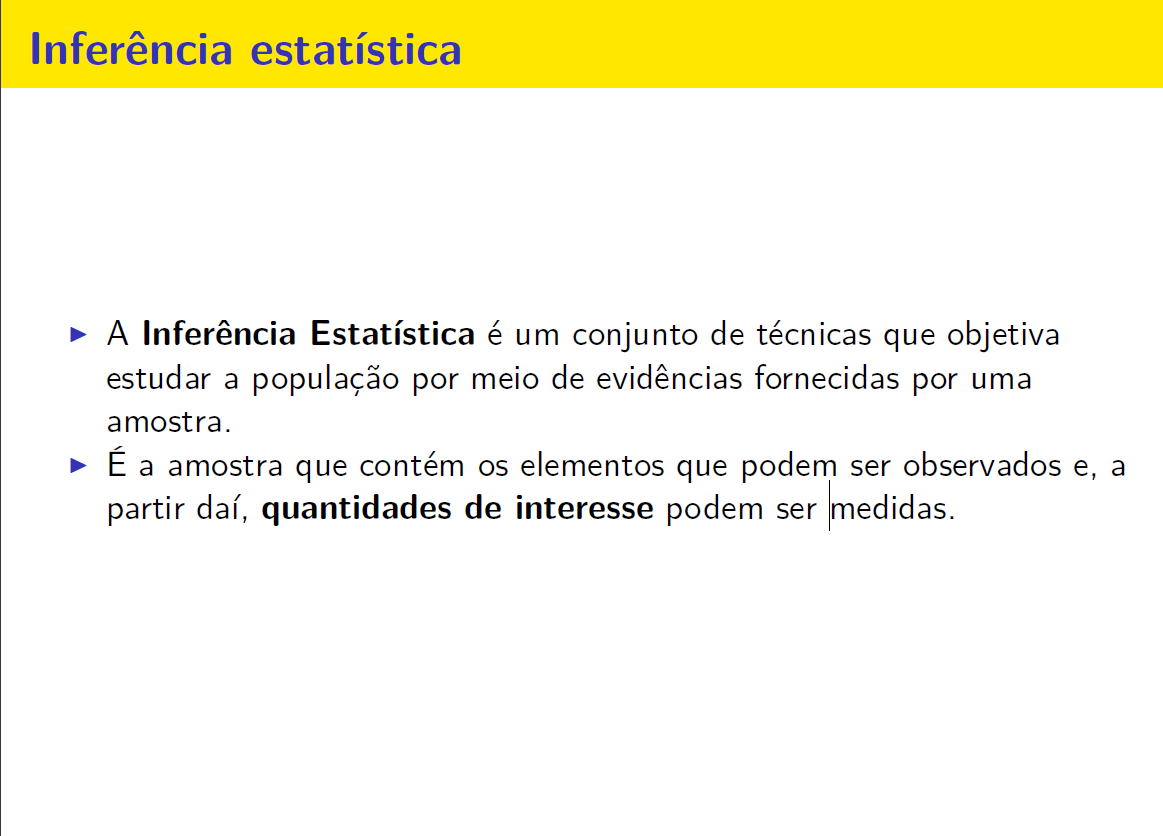 Inferência estatística
▶ A Inferência Estatística é um conjunto de técnicas que objetiva
estudar a população por meio de evidências fornecidas por uma
amostra.
▶ É a amostra que contém os elementos que podem ser observados e, a
partir daí, quantidades de interesse podem ser medidas.